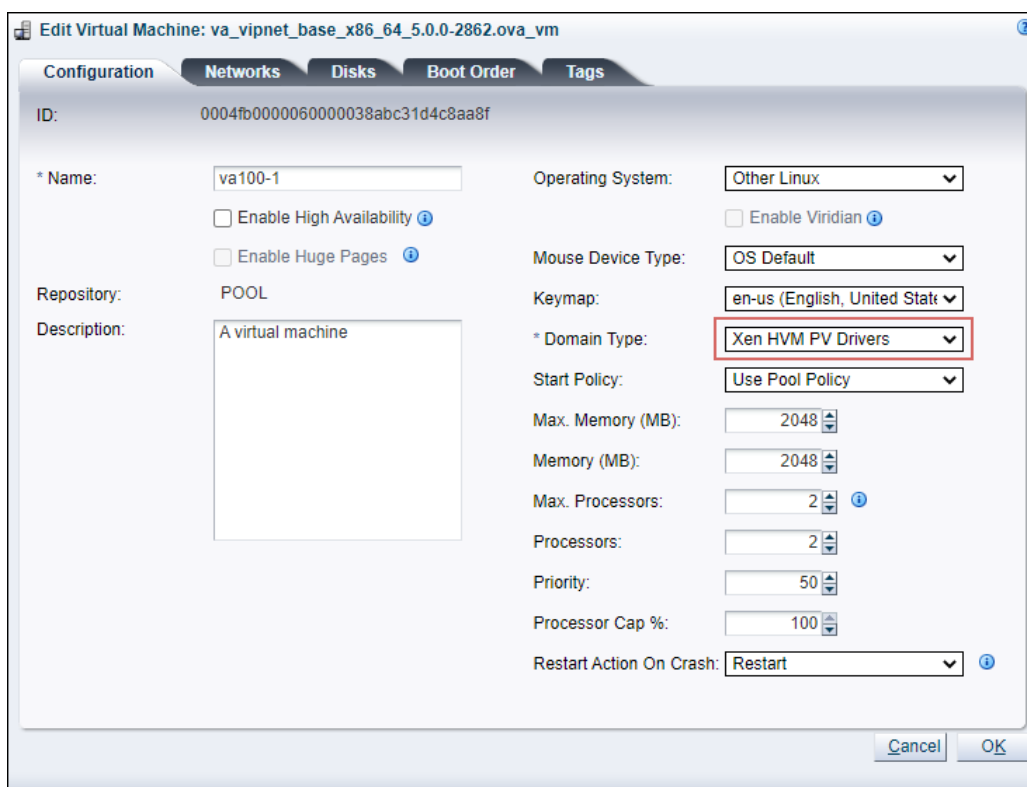 Edit Virtual Machine: va_vipnet_base_x86_64_5.0.0-2862.ova_vm
Configuration Networks Disks Boot Order Tags
ID: 0004fb0000060000038abc31d4c8aa8f
* Name: va100-1 Operating System: Other Linux
Enable High Availability Enable Viridian
Enable Huge Pages Mouse Device Type: OS Default
Repository: POOL Keymap: en-us (English, United State
Description: A virtual machine * Domain Type: Xen HVM PV Drivers
Start Policy: Use Pool Policy
Max. Memory (MB): 2048
Memory (MB): 2048
Max. Processors: 2
Processors: 2
Priority: 50
Processor Cap %: 100
Restart Action On Crash: Restart
Cancel OK